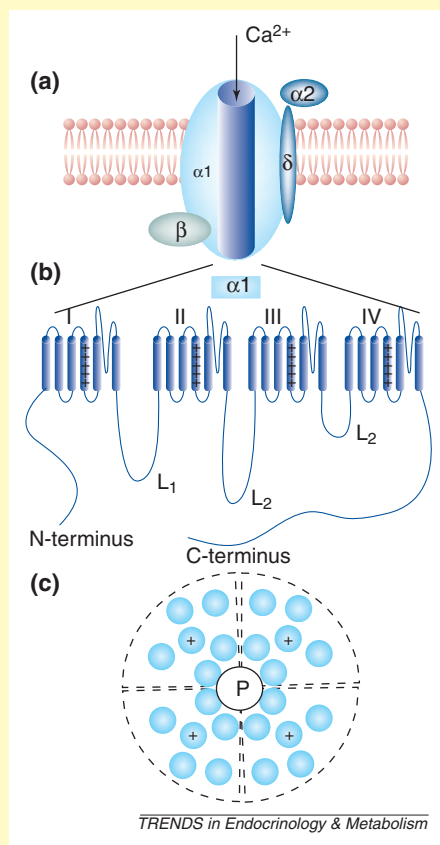 Ca2+
(a)
α2
α1
δ
β
(b)
α1
I II III IV
+ + + +
+ + + +
+ + + +
+ + + +
+ + + +
L2
L1
L2
N-terminus
C-terminus
(c)
+ +
P
+ +
TRENDS in Endocrinology & Metabolism